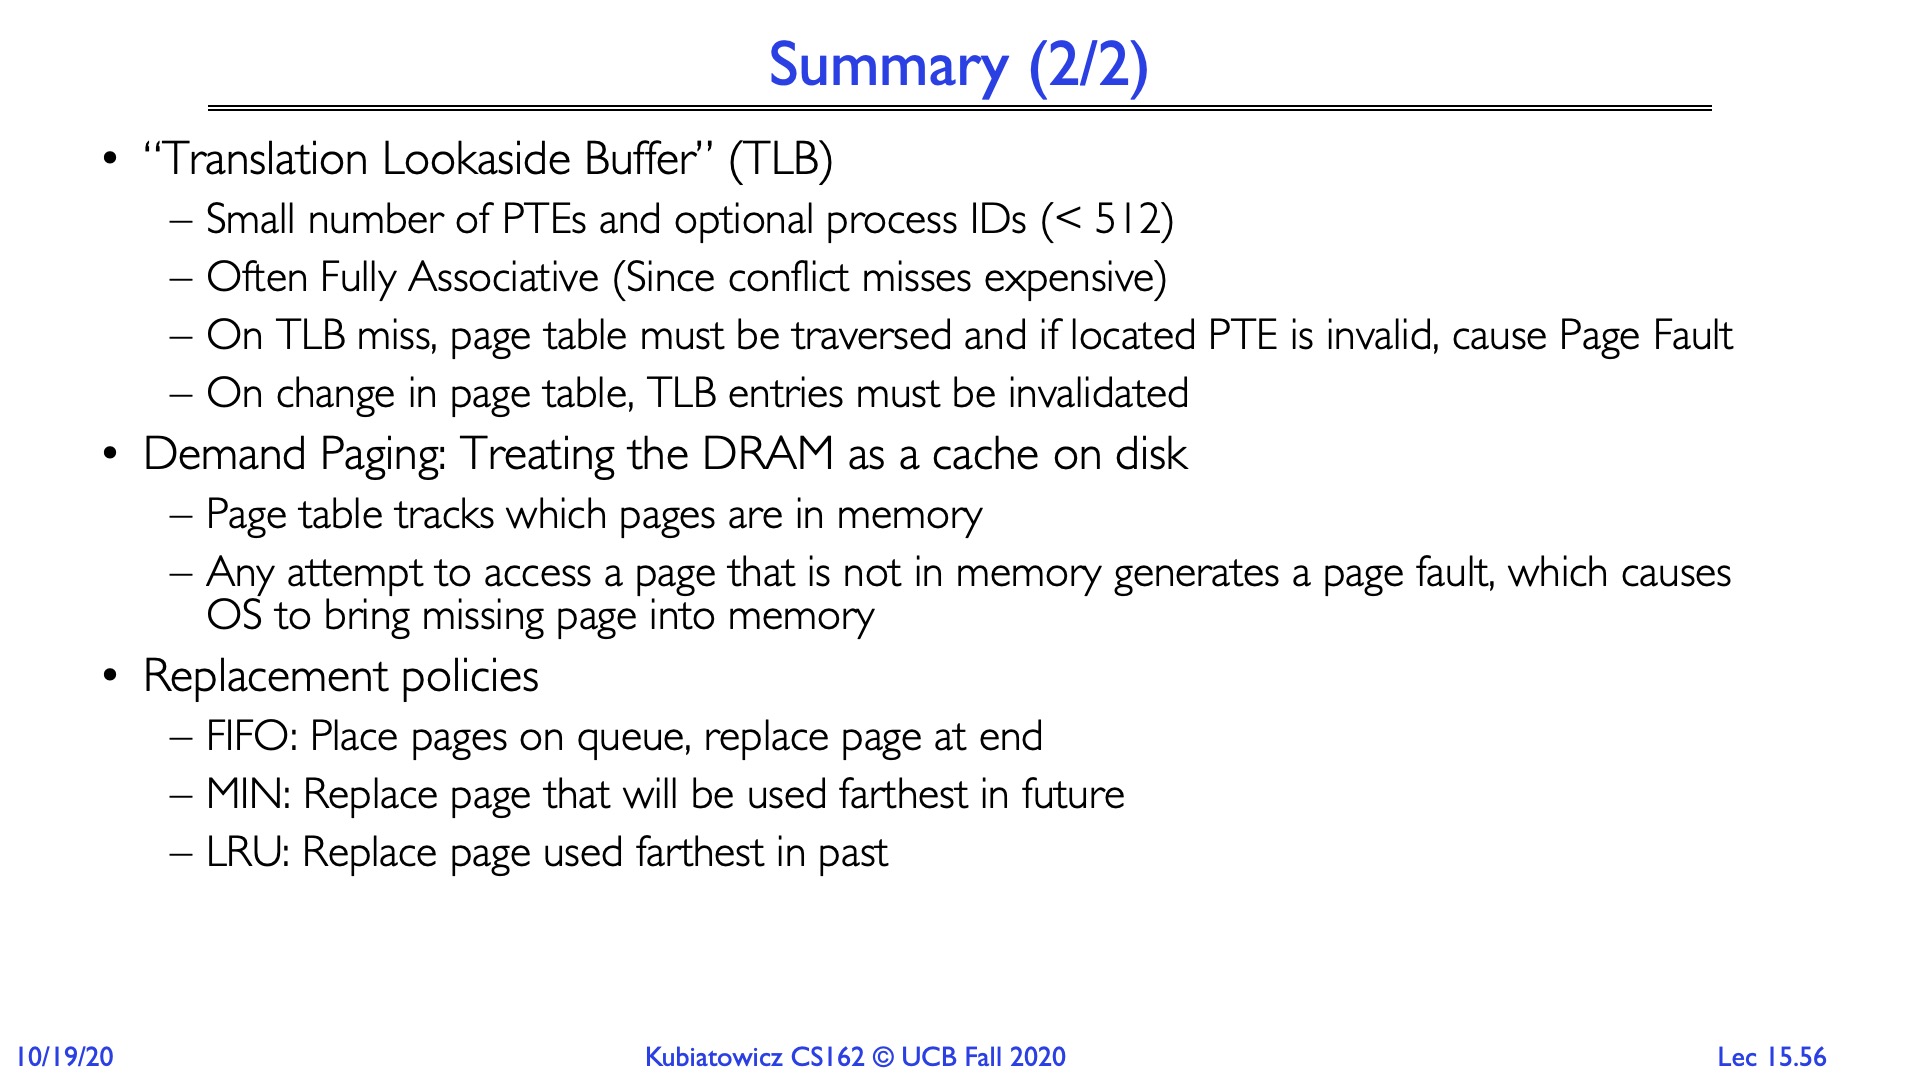 Summary (2/2)
• “Translation Lookaside Buffer” (TLB)
– Small number of PTEs and optional process IDs (< 512)
– Often Fully Associative (Since conflict misses expensive)
– On TLB miss, page table must be traversed and if located PTE is invalid, cause Page Fault
– On change in page table, TLB entries must be invalidated
• Demand Paging: Treating the DRAM as a cache on disk
– Page table tracks which pages are in memory
– Any attempt to access a page that is not in memory generates a page fault, which causes
OS to bring missing page into memory
• Replacement policies
– FIFO: Place pages on queue, replace page at end
– MIN: Replace page that will be used farthest in future
– LRU: Replace page used farthest in past
10/19/20
Kubiatowicz CS162 © UCB Fall 2020
Lec 15.56